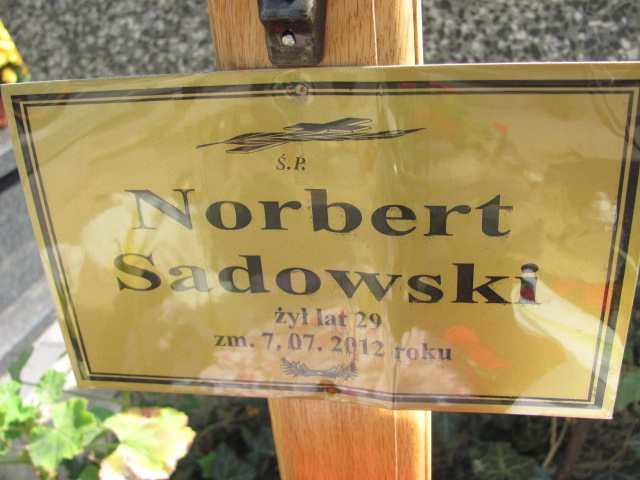 Ś.P.
Norbert
Sadowski
żył lat 29
zm. 7. 07. 2012 roku